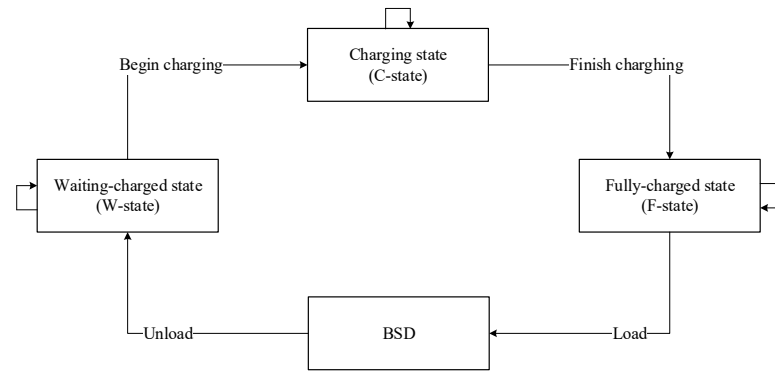 Charging state
(C-state)
Begin charging
Finish charghing
Waiting-charged state
(W-state)
Fully-charged state
(F-state)
Unload
BSD
Load